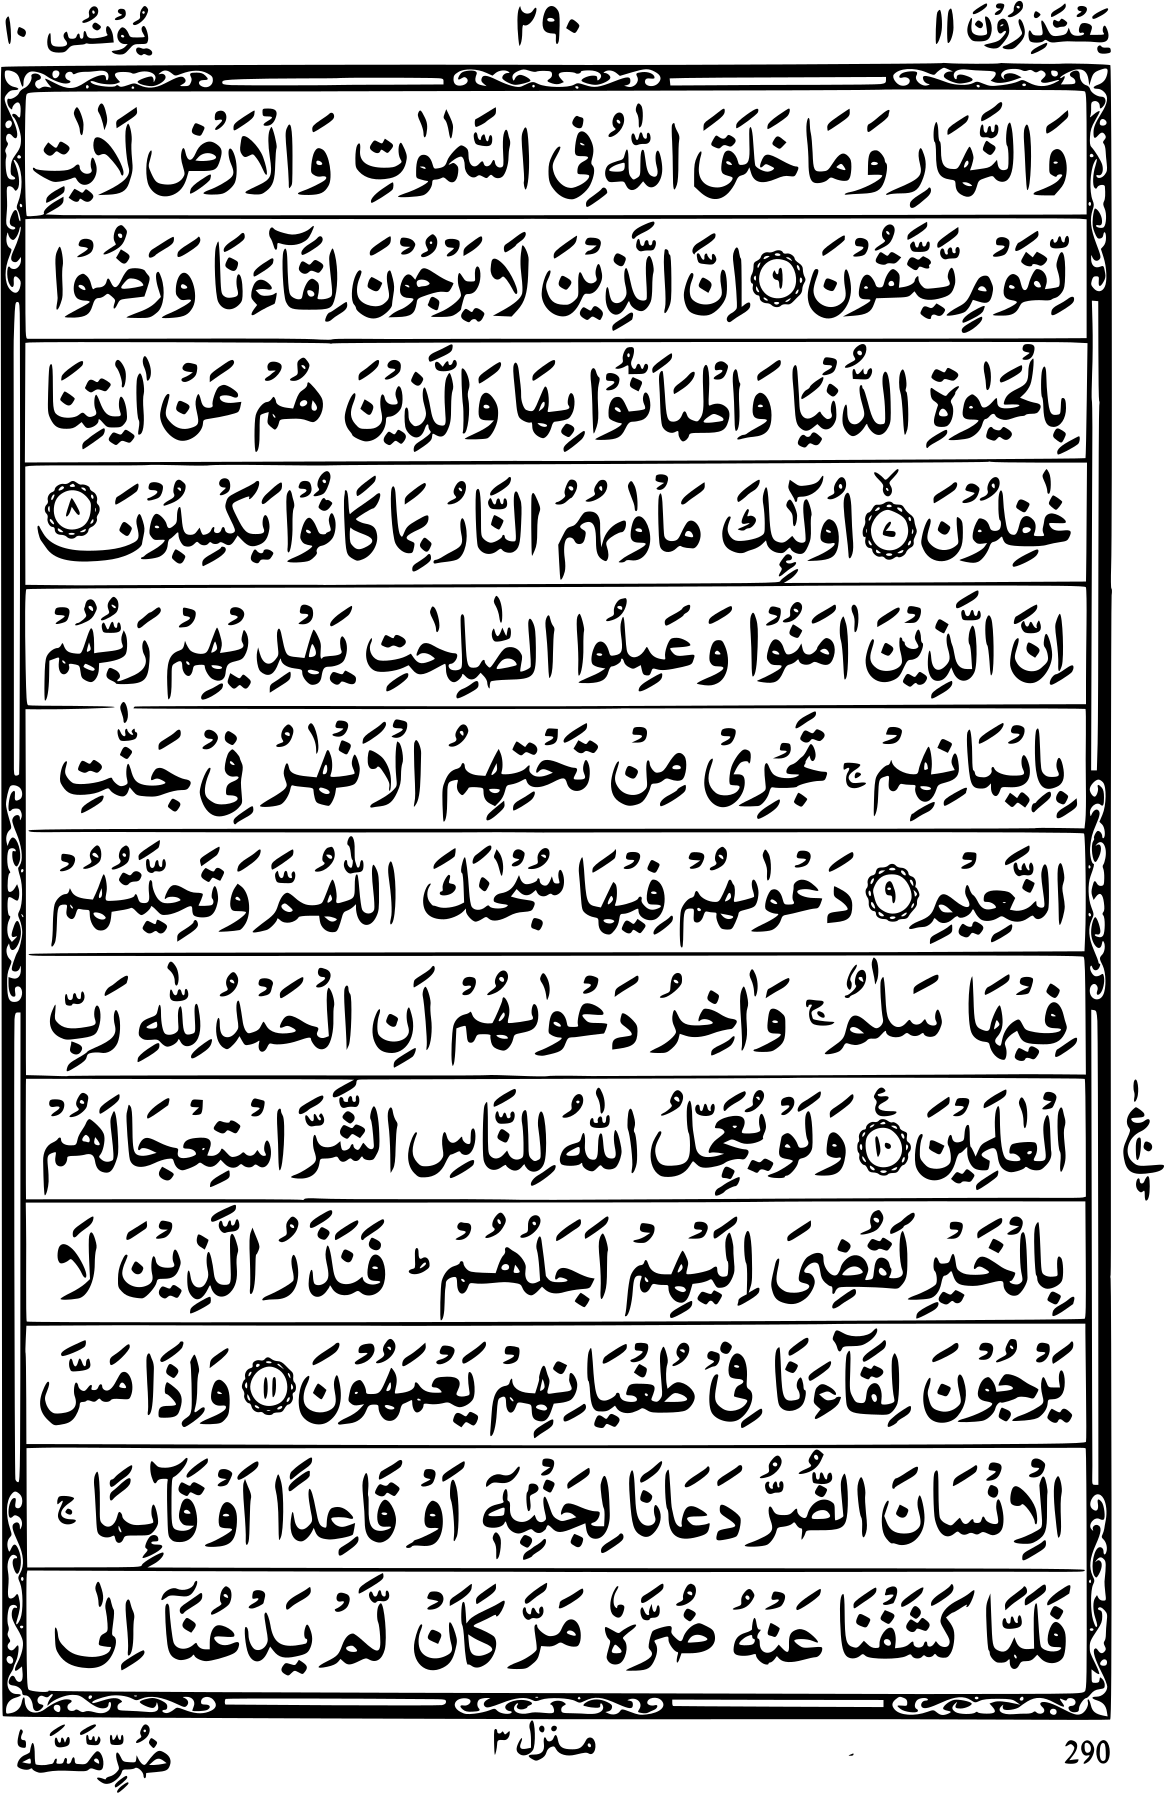 يَعْتَذِرُوْنَ ١١ ٢٩٠ يُوْنُس ١٠
وَالنَّهَارِ وَمَا خَلَقَ اللّٰهُ فِى السَّمٰوٰتِ وَالْاَرْضِ لَاٰيٰتٍ
لِّقَوْمٍ يَّتَّقُوْنَ ۝٦ اِنَّ الَّذِيْنَ لَا يَرْجُوْنَ لِقَآءَنَا وَرَضُوْا
بِالْحَيٰوةِ الدُّنْيَا وَاطْمَاَنُّوْا بِهَا وَالَّذِيْنَ هُمْ عَنْ اٰيٰتِنَا
غٰفِلُوْنَ ۝٧ۙ اُولٰٓئِكَ مَاْوٰىهُمُ النَّارُ بِمَا كَانُوْا يَكْسِبُوْنَ ۝٨
اِنَّ الَّذِيْنَ اٰمَنُوْا وَعَمِلُوا الصّٰلِحٰتِ يَهْدِيْهِمْ رَبُّهُمْ
بِاِيْمَانِهِمْ ۚ تَجْرِىْ مِنْ تَحْتِهِمُ الْاَنْهٰرُ فِىْ جَنّٰتِ
النَّعِيْمِ ۝٩ دَعْوٰىهُمْ فِيْهَا سُبْحٰنَكَ اللّٰهُمَّ وَتَحِيَّتُهُمْ
فِيْهَا سَلٰمٌ ۚ وَاٰخِرُ دَعْوٰىهُمْ اَنِ الْحَمْدُ لِلّٰهِ رَبِّ
الْعٰلَمِيْنَ ۝١٠ ع وَلَوْ يُعَجِّلُ اللّٰهُ لِلنَّاسِ الشَّرَّ اسْتِعْجَالَهُمْ
ع ١٠ ٦
بِالْخَيْرِ لَقُضِىَ اِلَيْهِمْ اَجَلُهُمْ ؕ فَنَذَرُ الَّذِيْنَ لَا
يَرْجُوْنَ لِقَآءَنَا فِىْ طُغْيَانِهِمْ يَعْمَهُوْنَ ۝١١ وَاِذَا مَسَّ
الْاِنْسَانَ الضُّرُّ دَعَانَا لِجَنْۢبِهٖۤ اَوْ قَاعِدًا اَوْ قَآئِمًا ۚ
فَلَمَّا كَشَفْنَا عَنْهُ ضُرَّهٗ مَرَّ كَاَنْ لَّمْ يَدْعُنَاۤ اِلٰى
290 منزل ٣ ضُرٍّ مَّسَّهٗ